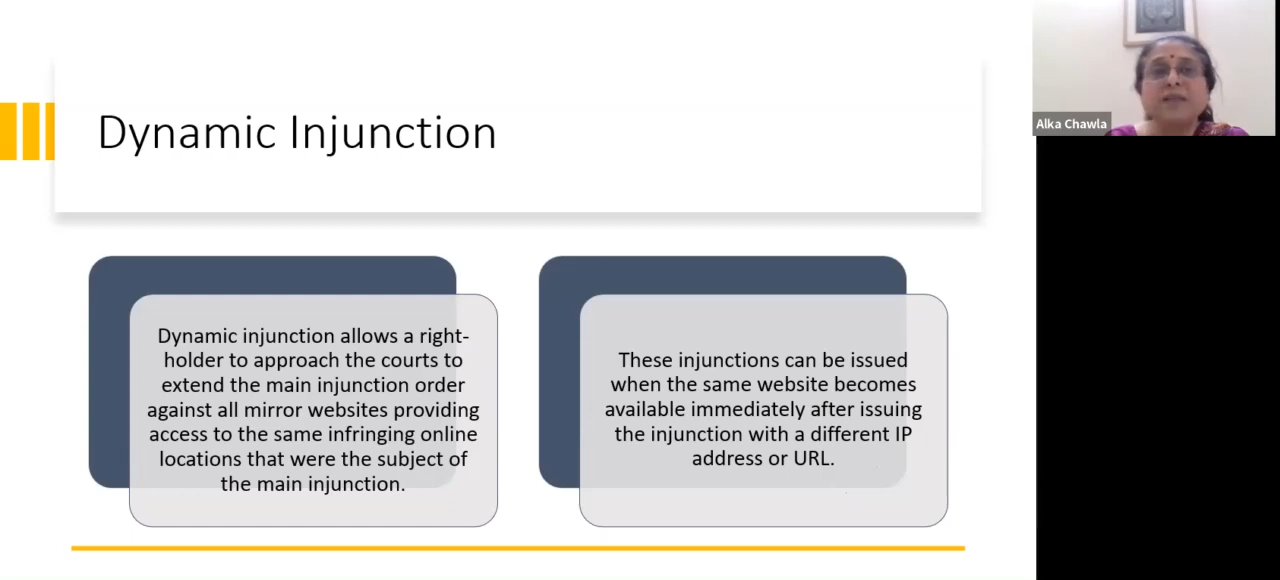 Dynamic Injunction
Alka Chawla
Dynamic injunction allows a right-
holder to approach the courts to
extend the main injunction order
against all mirror websites providing
access to the same infringing online
locations that were the subject of
the main injunction.
These injunctions can be issued
when the same website becomes
available immediately after issuing
the injunction with a different IP
address or URL.